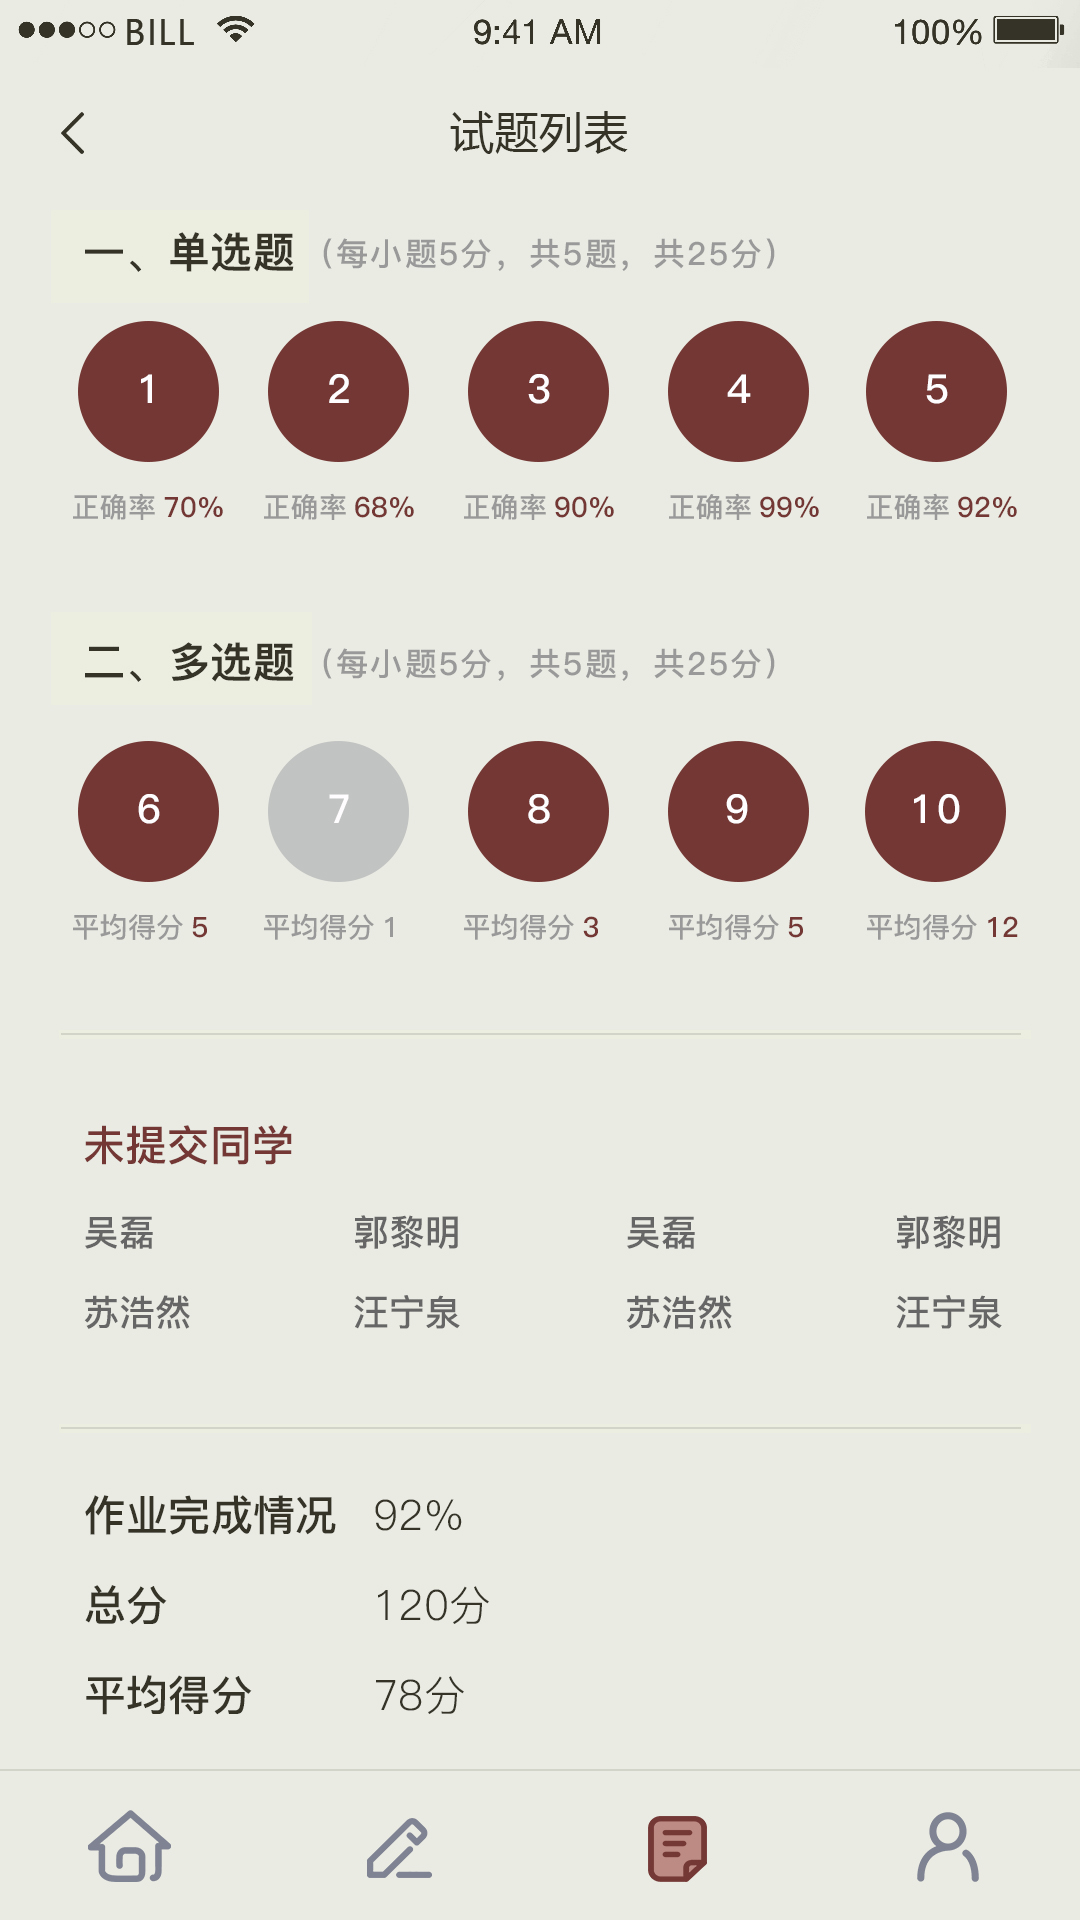 BILL 9:41 AM 100%
试题列表
一、单选题 (每小题5分，共5题，共25分)
1 2 3 4 5
正确率 70% 正确率 68% 正确率 90% 正确率 99% 正确率 92%
二、多选题 (每小题5分，共5题，共25分)
6 7 8 9 10
平均得分 5 平均得分 1 平均得分 3 平均得分 5 平均得分 12
未提交同学
吴磊 郭黎明 吴磊 郭黎明
苏浩然 汪宁泉 苏浩然 汪宁泉
作业完成情况 92%
总分 120分
平均得分 78分